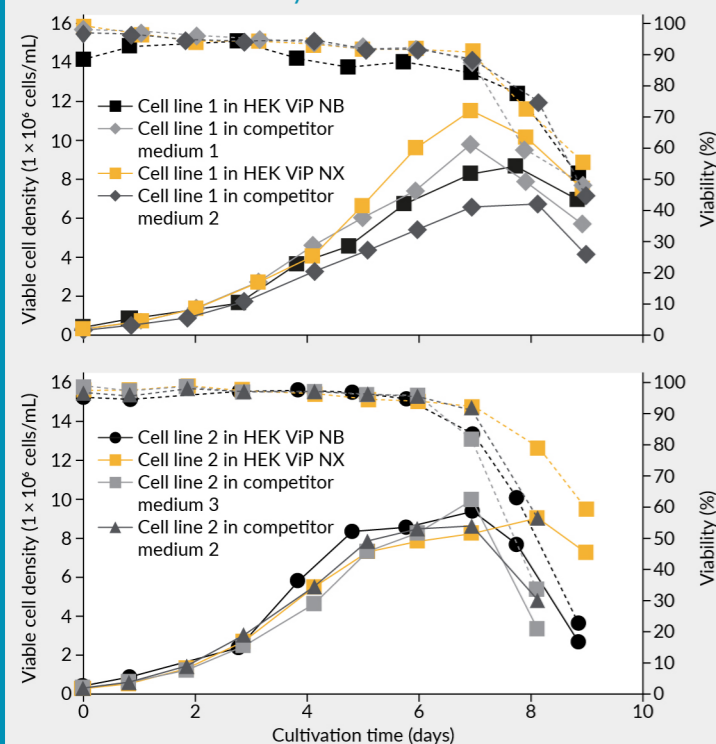 16
14
12
10
8
6
4
2
0
Viable cell density (1 × 10⁶ cells/mL)
Cell line 1 in HEK ViP NB
Cell line 1 in competitor
medium 1
Cell line 1 in HEK ViP NX
Cell line 1 in competitor
medium 2
100
90
80
70
60
50
40
30
20
10
0
Viability (%)
16
14
12
10
8
6
4
2
0
Viable cell density (1 × 10⁶ cells/mL)
Cell line 2 in HEK ViP NB
Cell line 2 in HEK ViP NX
Cell line 2 in competitor
medium 3
Cell line 2 in competitor
medium 2
100
90
80
70
60
50
40
30
20
10
0
Viability (%)
0 2 4 6 8 10
Cultivation time (days)